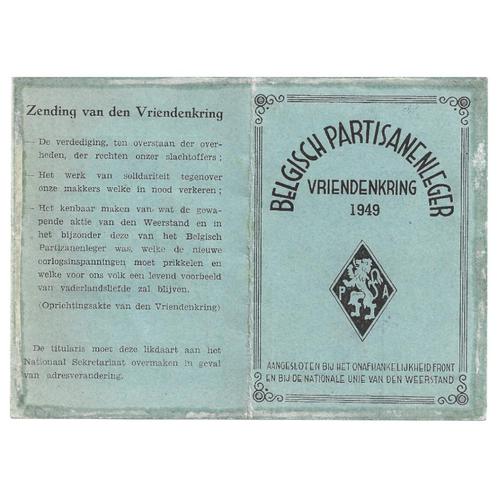 Zending van den Vriendenkring
— De verdediging, ten overstaan der over-
heden, der rechten onzer slachtoffers ;
— Het werk van solidariteit tegenover
onze makkers welke in nood verkeren ;
— Het kenbaar maken van wat de gewa-
pende aktie van den Weerstand en in
het bijzonder deze van het Belgisch
Partizanenleger was, welke de nieuwe
oorlogsinspanningen moet prikkelen en
welke voor ons volk een levend voorbeeld
van vaderlandsliefde zal blijven.
(Oprichtingsakte van den Vriendenkring)
De titularis moet deze likdaart aan het
Nationaal Sekretariaat overmaken in geval
van adresverandering.
BELGISCH PARTISANENLEGER
VRIENDENKRING
1949
P A
AANGESLOTEN BIJ HET ONAFHANKELIJKHEID FRONT
EN BIJ DE NATIONALE UNIE VAN DEN WEERSTAND